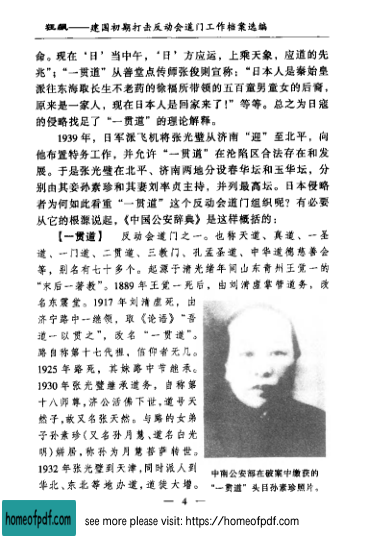 狂飙——建国初期打击反动会道门工作档案选编
命。现在‘日’当中午,‘日’方应运,上乘天象,应道的先
兆”;“一贯道”从善堂点传师张俊则宣称:“日本人是秦始皇
派往东海取长生不老药的徐福所带领的五百童男童女的后裔,
原来是一家人,现在日本人是回家来了!”等等。总之为日寇
的侵略找足了“一贯道”的理论解释。
1939年,日军派飞机将张光壁从济南“迎”至北平,向
他布置特务工作,并允许“一贯道”在沦陷区合法存在和发
展。于是张光壁在北平、济南两地分设春华坛和玉华坛,分
别由其妾孙素珍和其妻刘率贞主持,并列最高坛。日本侵略
者为何如此看重“一贯道”这个反动会道门组织呢?有必要
从它的根源说起,《中国公安辞典》是这样概括的:
【一贯道】 反动会道门之一。也称天道、真道、一圣
道、一门道、二贯道、三教门、孔孟圣道、中华道德慈善会
等,别名有七十多个。起源于清光绪年间山东青州王觉一的
“末后一著教”。1889年王觉一死后,由刘清虚掌管道务,改
名东震堂。1917年刘清虚死,由
济宁路中一继领,取《论语》“吾
道一以贯之”,改名“一贯道”。
路自称第十七代祖,信仰者无几。
1925年路死,其妹路中节继承。
1930年张光壁继承道务,自称第
十八师尊,济公活佛下世,道号天
然子,故又名张天然。与路的女弟
子孙素珍(又名孙月慧、道名白光
明)姘居,称孙为月慧菩萨转世。
1932年张光壁到天津,同时派人到
华北、东北等地办道,道徒大增。
中南公安部在破案中缴获的
“一贯道”头目孙素珍照片。
— 4 —
homeofpdf.com
see more please visit: https://homeofpdf.com